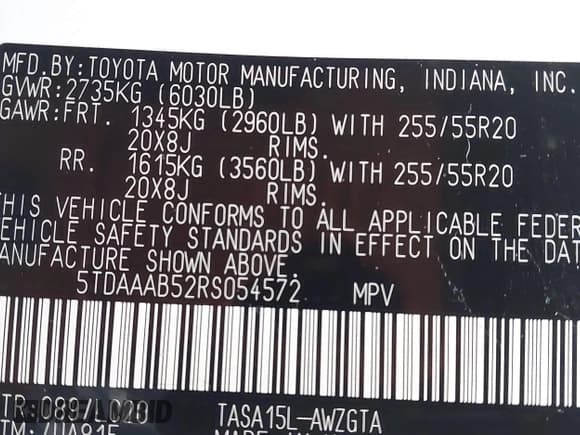 MFD.BY:TOYOTA MOTOR MANUFACTURING, INDIANA, INC.
GVWR:2735KG (6030LB)
GAWR:FRT. 1345KG (2960LB) WITH 255/55R20
20X8J RIMS.
RR. 1615KG (3560LB) WITH 255/55R20
20X8J RIMS.
THIS VEHICLE CONFORMS TO ALL APPLICABLE FEDER
VEHICLE SAFETY STANDARDS IN EFFECT ON THE DAT
MANUFACTURE SHOWN ABOVE.
5TDAAAB52RS054572 MPV
TASA15L-AWZGTA